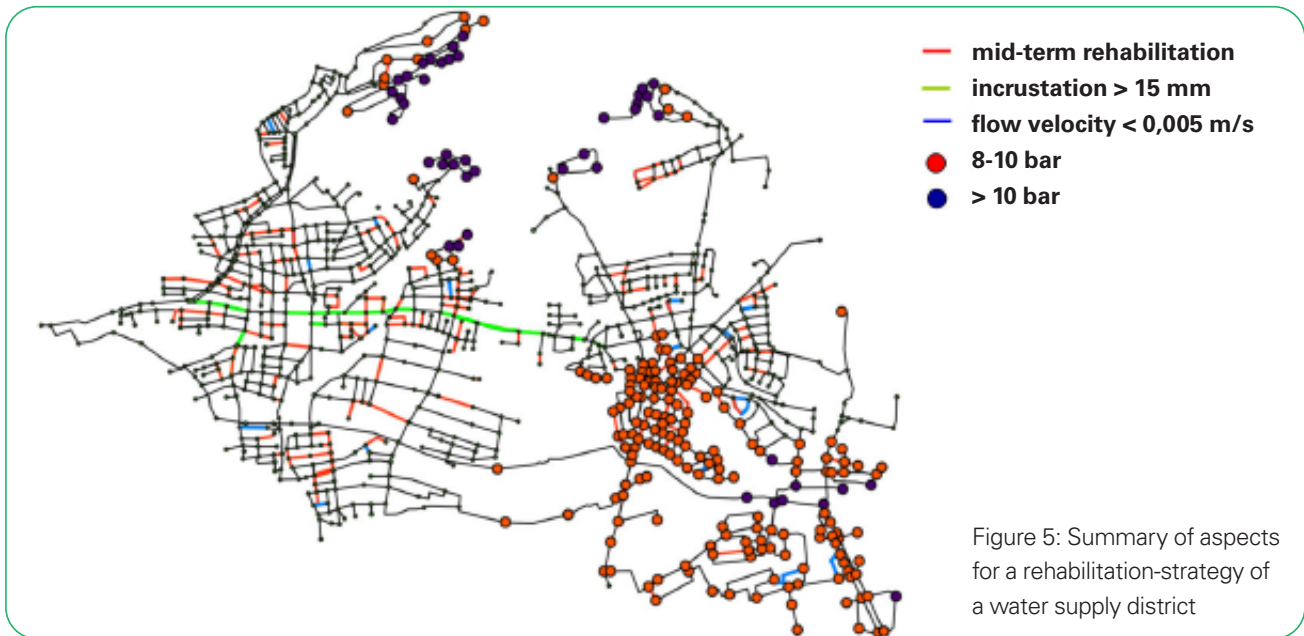 mid-term rehabilitation
incrustation > 15 mm
flow velocity < 0,005 m/s
8-10 bar
> 10 bar
Figure 5: Summary of aspects
for a rehabilitation-strategy of
a water supply district